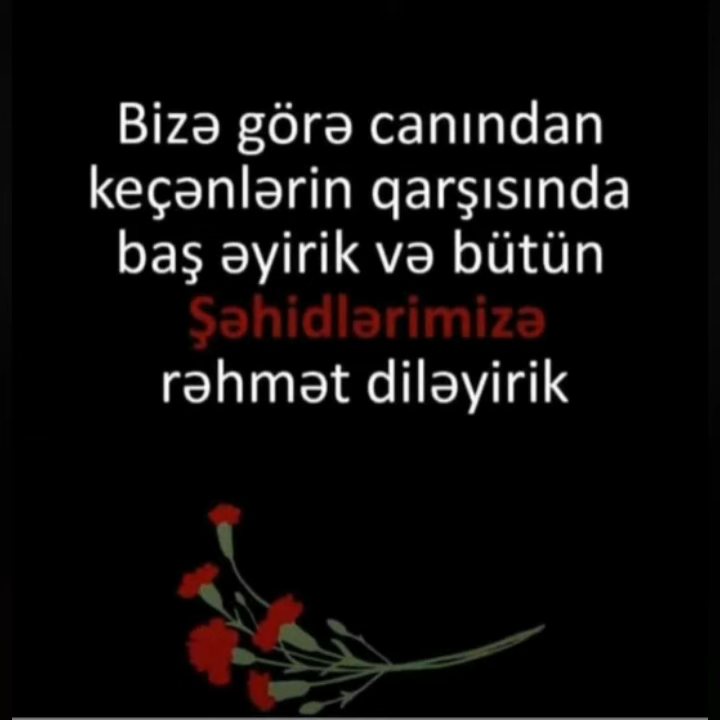 Bizə görə canından
keçənlərin qarşısında
baş əyirik və bütün
Şəhidlərimizə
rəhmət diləyirik